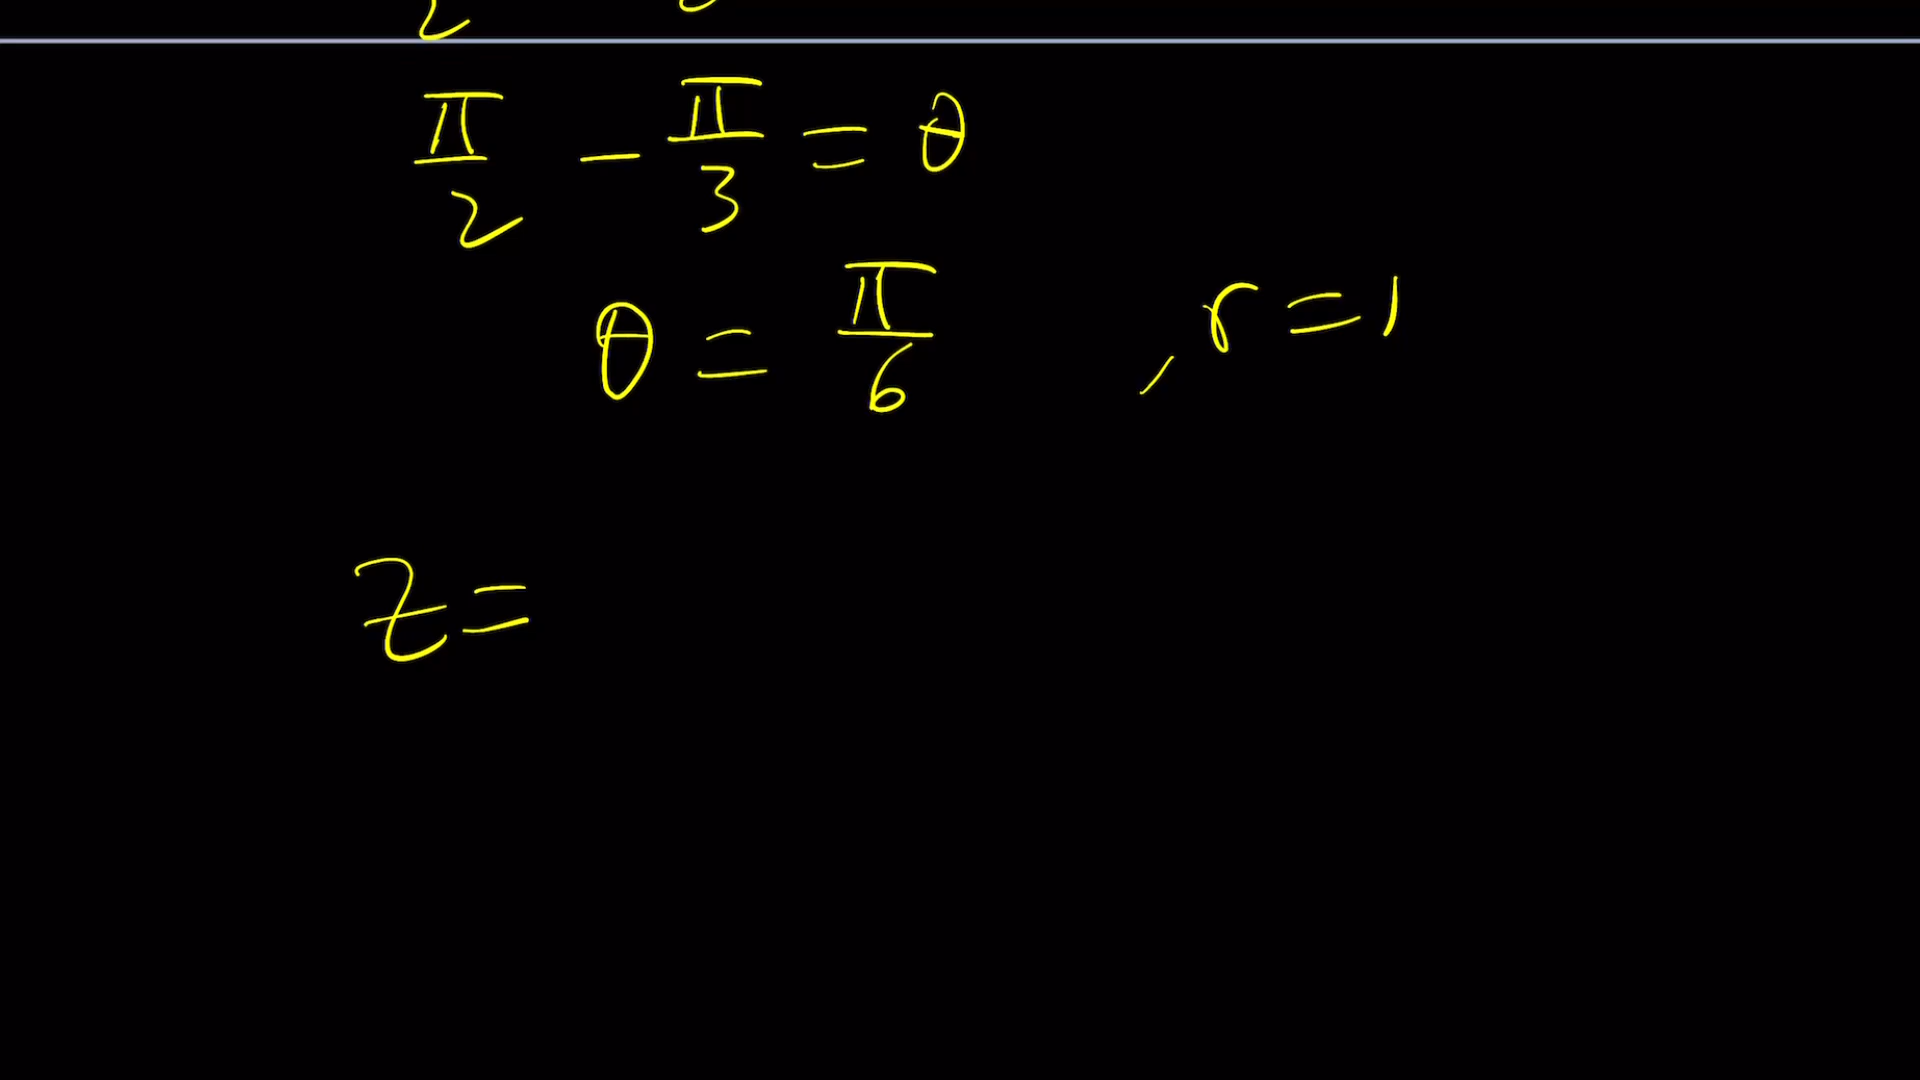 π/2 - π/3 = θ
θ = π/6 , r = 1
z =